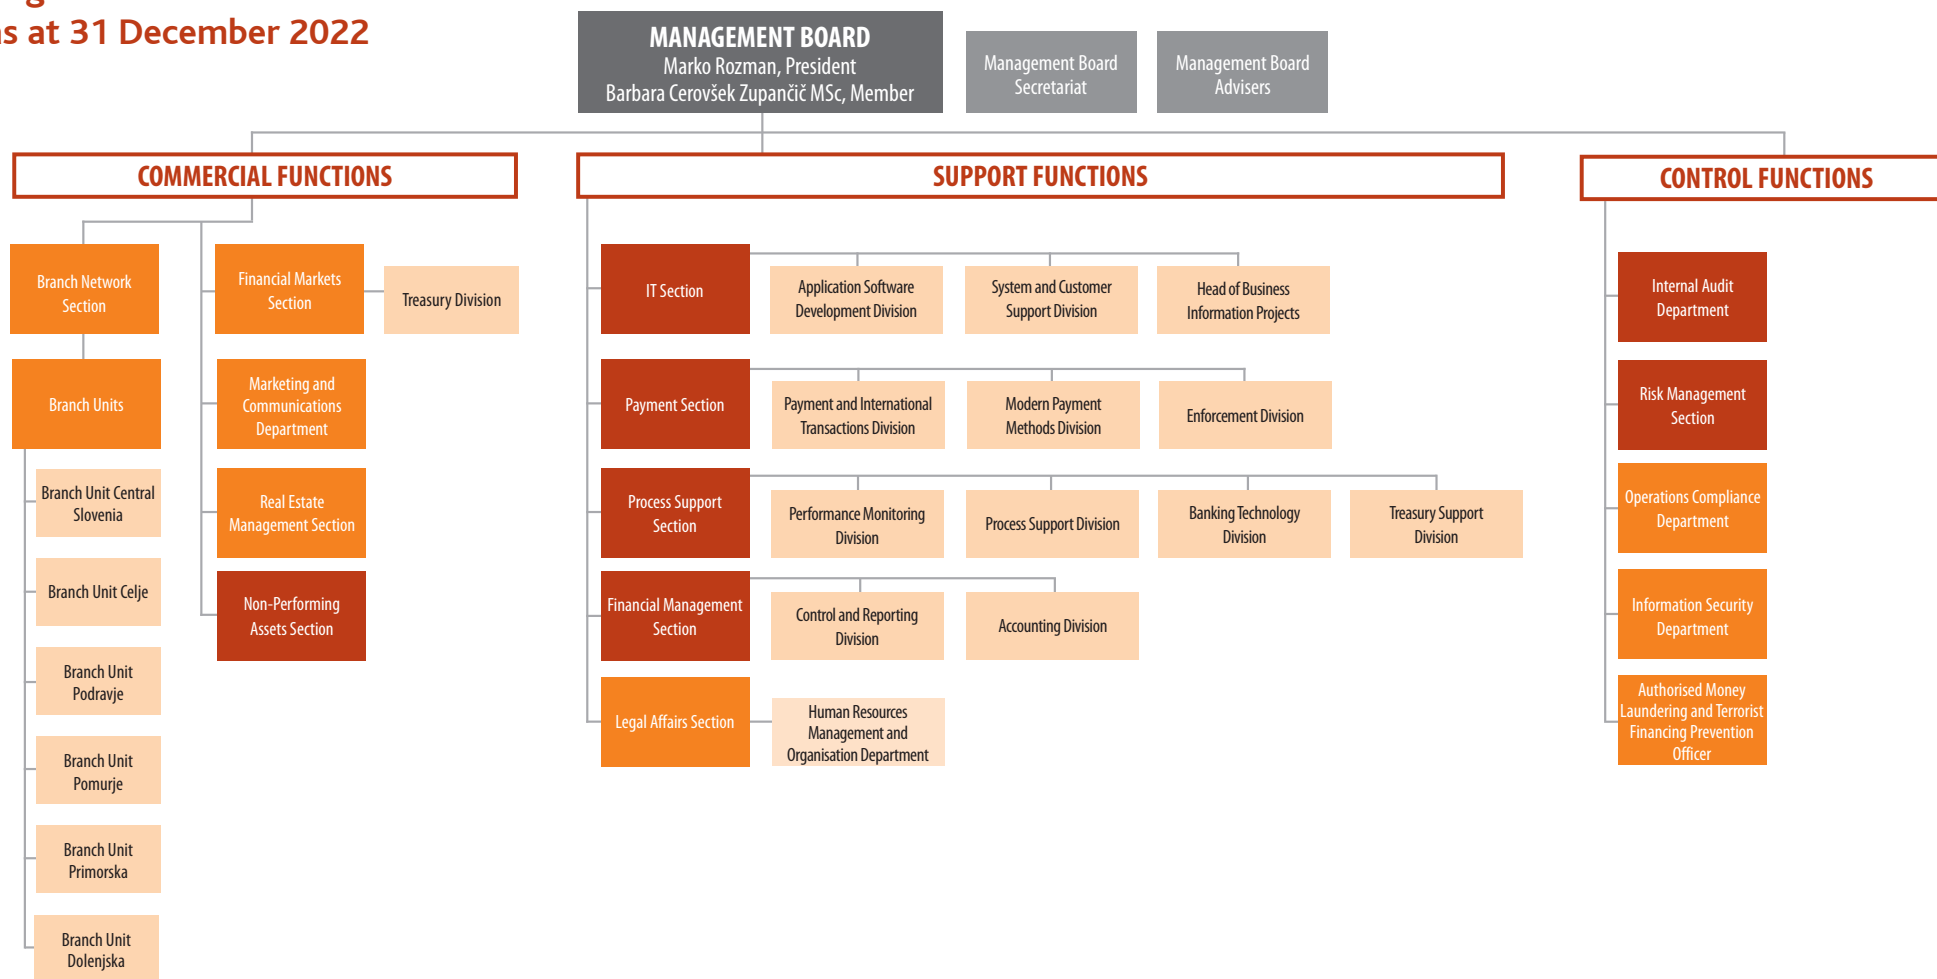 as at 31 December 2022
MANAGEMENT BOARD
Marko Rozman, President
Barbara Cerovšek Zupančič MSc, Member
Management Board
Secretariat
Management Board
Advisers
COMMERCIAL FUNCTIONS
Branch Network
Section
Branch Units
Branch Unit Central
Slovenia
Branch Unit Celje
Branch Unit
Podravje
Branch Unit
Pomurje
Branch Unit
Primorska
Branch Unit
Dolenjska
Financial Markets
Section
Treasury Division
Marketing and
Communications
Department
Real Estate
Management Section
Non-Performing
Assets Section
SUPPORT FUNCTIONS
IT Section
Application Software
Development Division
System and Customer
Support Division
Head of Business
Information Projects
Payment Section
Payment and International
Transactions Division
Modern Payment
Methods Division
Enforcement Division
Process Support
Section
Performance Monitoring
Division
Process Support Division
Banking Technology
Division
Treasury Support
Division
Financial Management
Section
Control and Reporting
Division
Accounting Division
Legal Affairs Section
Human Resources
Management and
Organisation Department
CONTROL FUNCTIONS
Internal Audit
Department
Risk Management
Section
Operations Compliance
Department
Information Security
Department
Authorised Money
Laundering and Terrorist
Financing Prevention
Officer